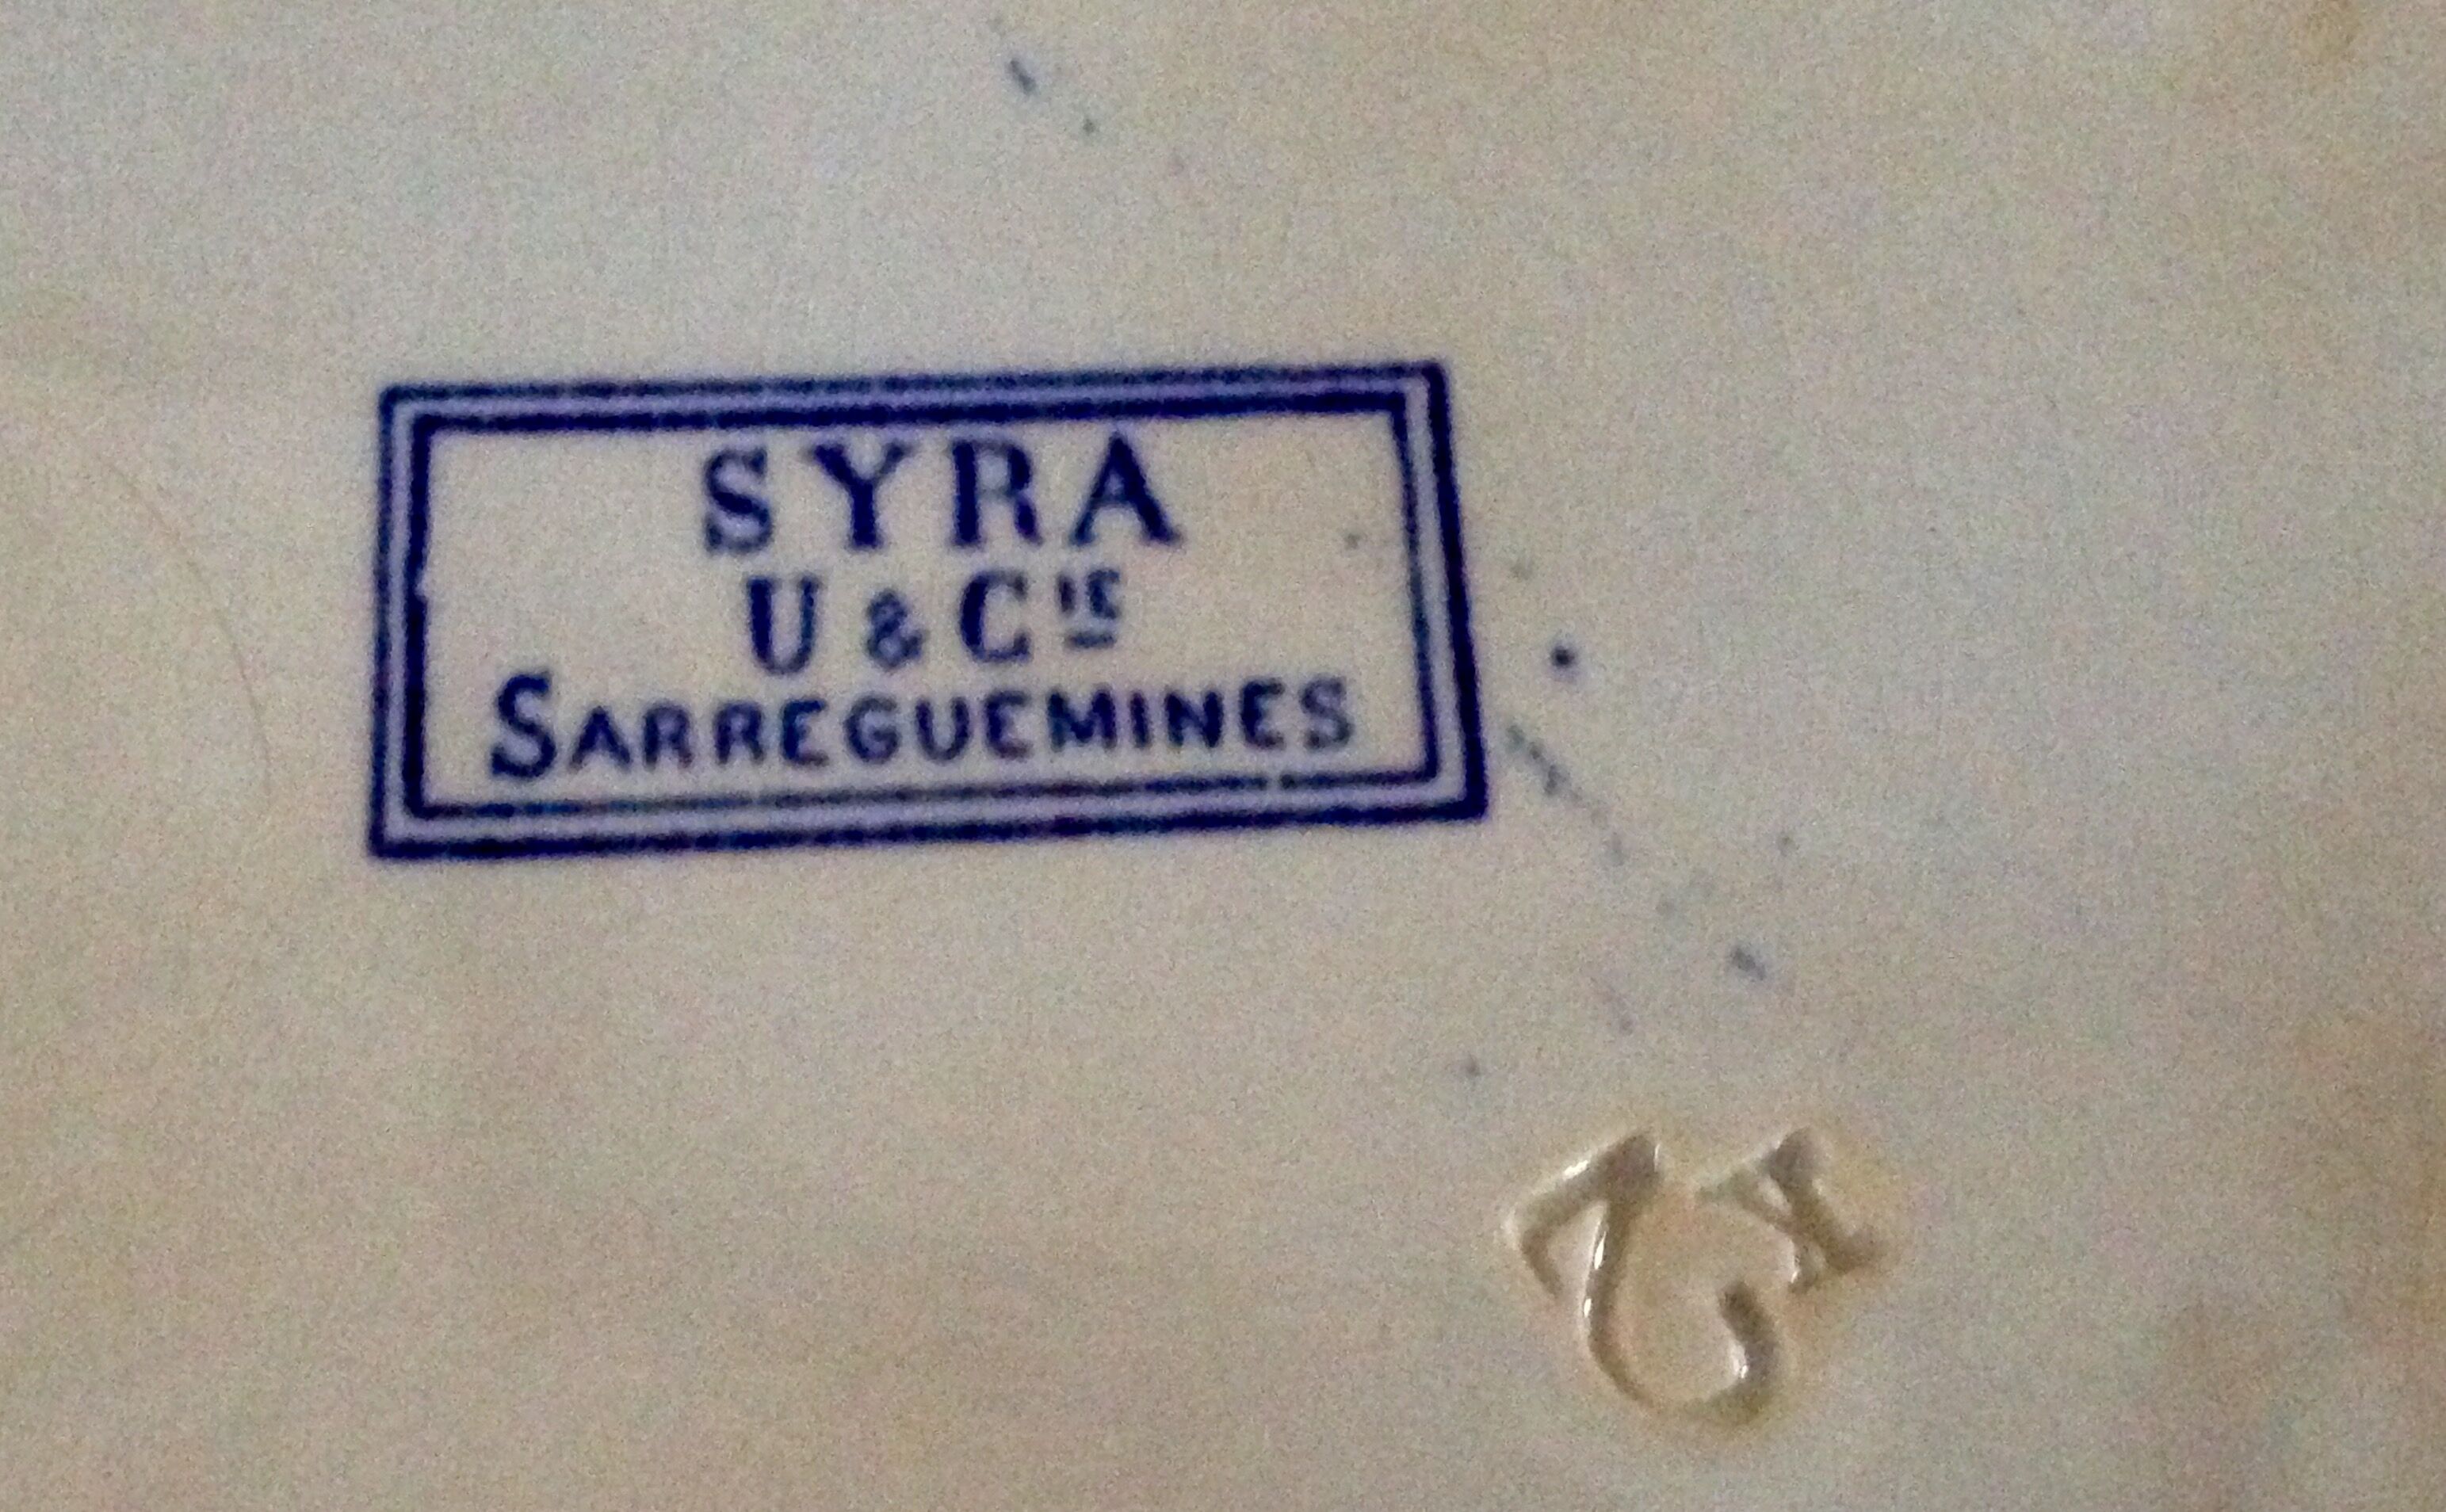 SYRA
U & Cie
SARREGUEMINES